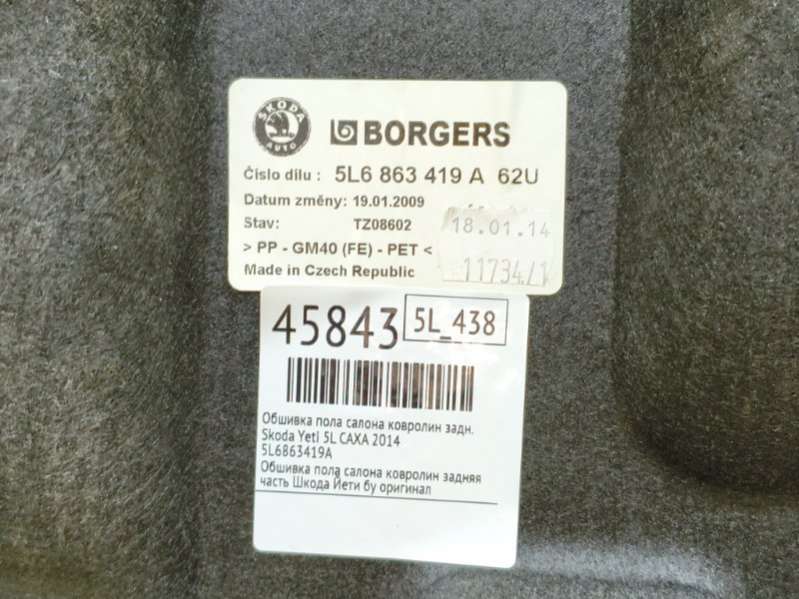 ŠKODA
AUTO
BORGERS
Číslo dílu : 5L6 863 419 A 62U
Datum změny: 19.01.2009
Stav: TZ08602
18.01.14
> PP - GM40 (FE) - PET <
Made in Czech Republic
11734/1
45843
5L_438
Обшивка пола салона ковролин задн.
Skoda Yeti 5L CAXA 2014
5L6863419A
Обшивка пола салона ковролин задняя
часть Шкода Йети бу оригинал